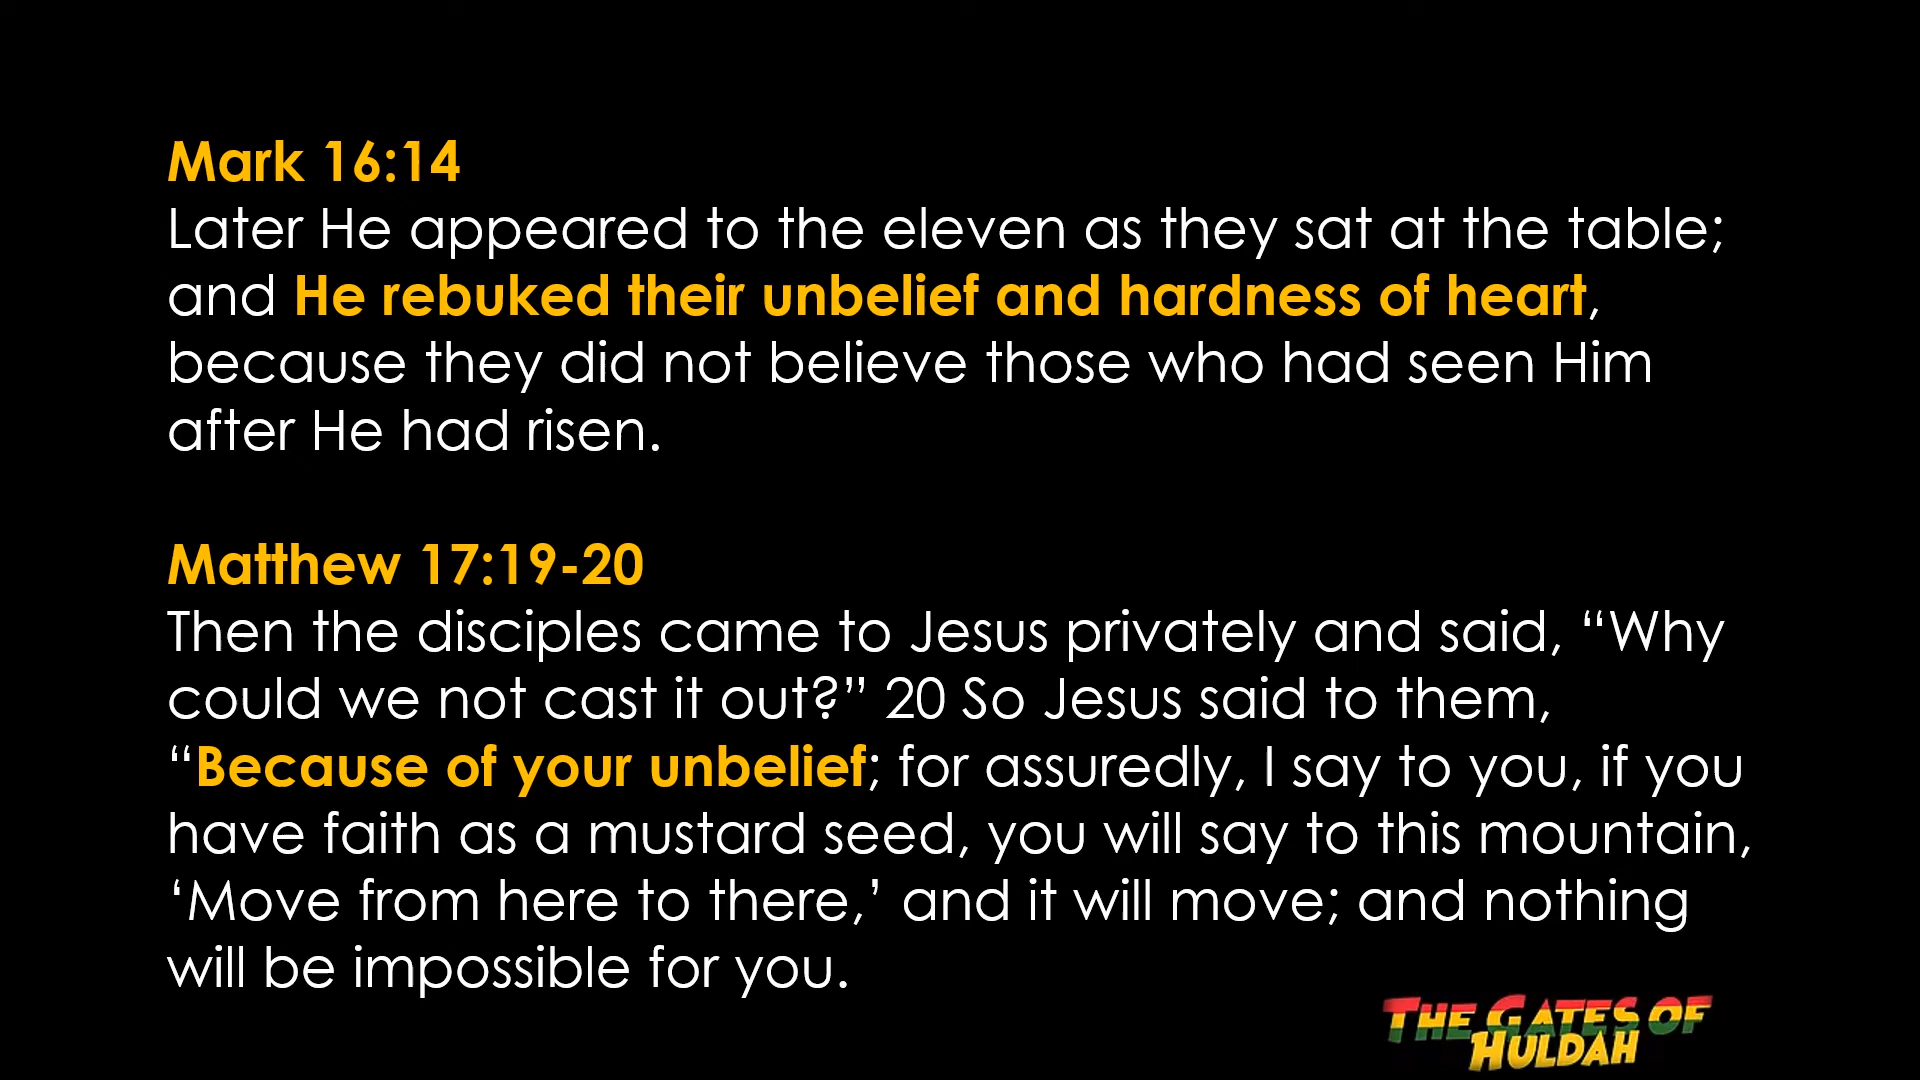 Mark 16:14
Later He appeared to the eleven as they sat at the table;
and He rebuked their unbelief and hardness of heart,
because they did not believe those who had seen Him
after He had risen.
Matthew 17:19-20
Then the disciples came to Jesus privately and said, “Why
could we not cast it out?” 20 So Jesus said to them,
“Because of your unbelief; for assuredly, I say to you, if you
have faith as a mustard seed, you will say to this mountain,
‘Move from here to there,’ and it will move; and nothing
will be impossible for you.
THE GATES OF
HULDAH